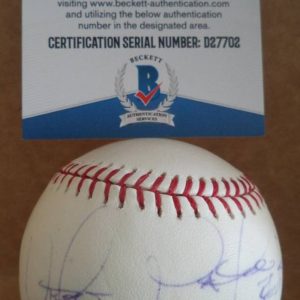 visiting www.beckett-authentication.com
and utilizing the below authentication
number in the designated area.
CERTIFICATION SERIAL NUMBER: D27702
BECKETT
B
AUTHENTICATION
SERVICES